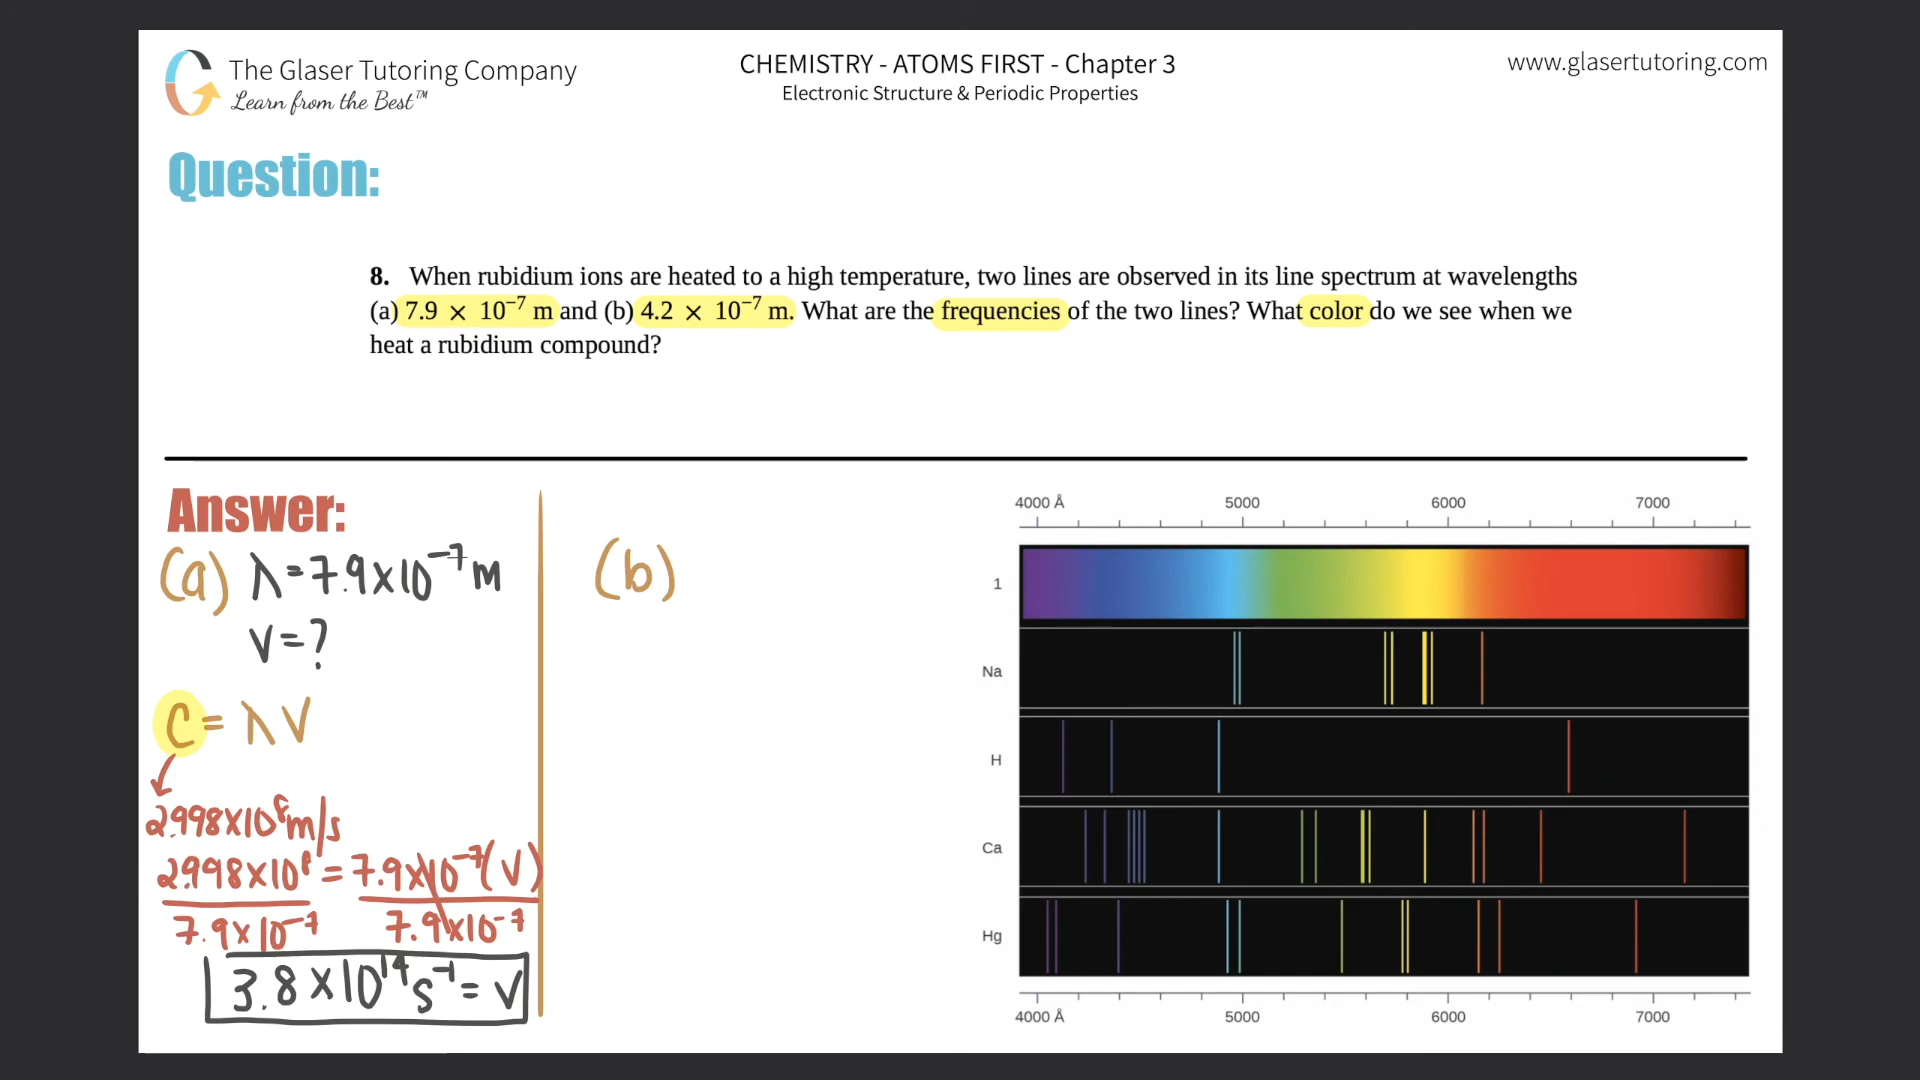 The Glaser Tutoring Company
Learn from the Best™
CHEMISTRY - ATOMS FIRST - Chapter 3
Electronic Structure & Periodic Properties
www.glasertutoring.com
Question:
8. When rubidium ions are heated to a high temperature, two lines are observed in its line spectrum at wavelengths
(a) 7.9 × 10⁻⁷ m and (b) 4.2 × 10⁻⁷ m. What are the frequencies of the two lines? What color do we see when we
heat a rubidium compound?
Answer:
(a) λ=7.9x10⁻⁷m
ν=?
C = λν
2.998x10⁸m/s
2.998x10⁸ = 7.9x10⁻⁷(ν)
7.9x10⁻⁷ 7.9x10⁻⁷
3.8x10¹⁴s⁻¹ = ν
(b)
4000 Å 5000 6000 7000
1
Na
H
Ca
Hg
4000 Å 5000 6000 7000